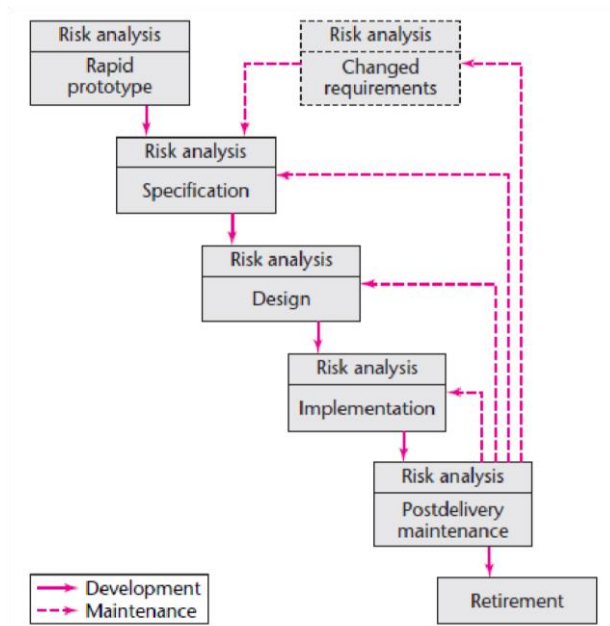 Risk analysis
Rapid
prototype
Risk analysis
Changed
requirements
Risk analysis
Specification
Risk analysis
Design
Risk analysis
Implementation
Risk analysis
Postdelivery
maintenance
Development
Maintenance
Retirement